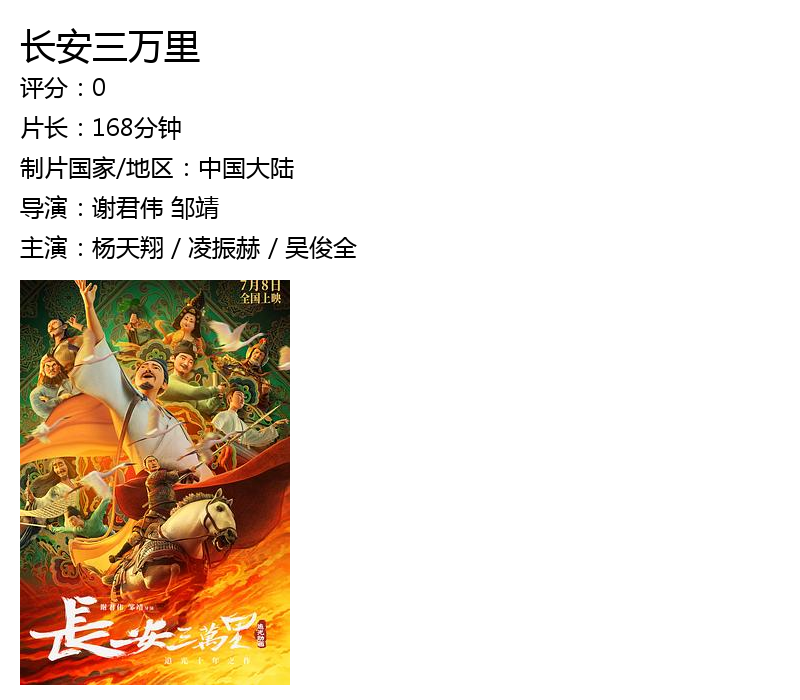 长安三万里
评分：0
片长：168分钟
制片国家/地区：中国大陆
导演：谢君伟 邹靖
主演：杨天翔 / 凌振赫 / 吴俊全
7月8日
全国上映
谢君伟 邹靖 导演
長安三萬里
追光动画
追光十年之作